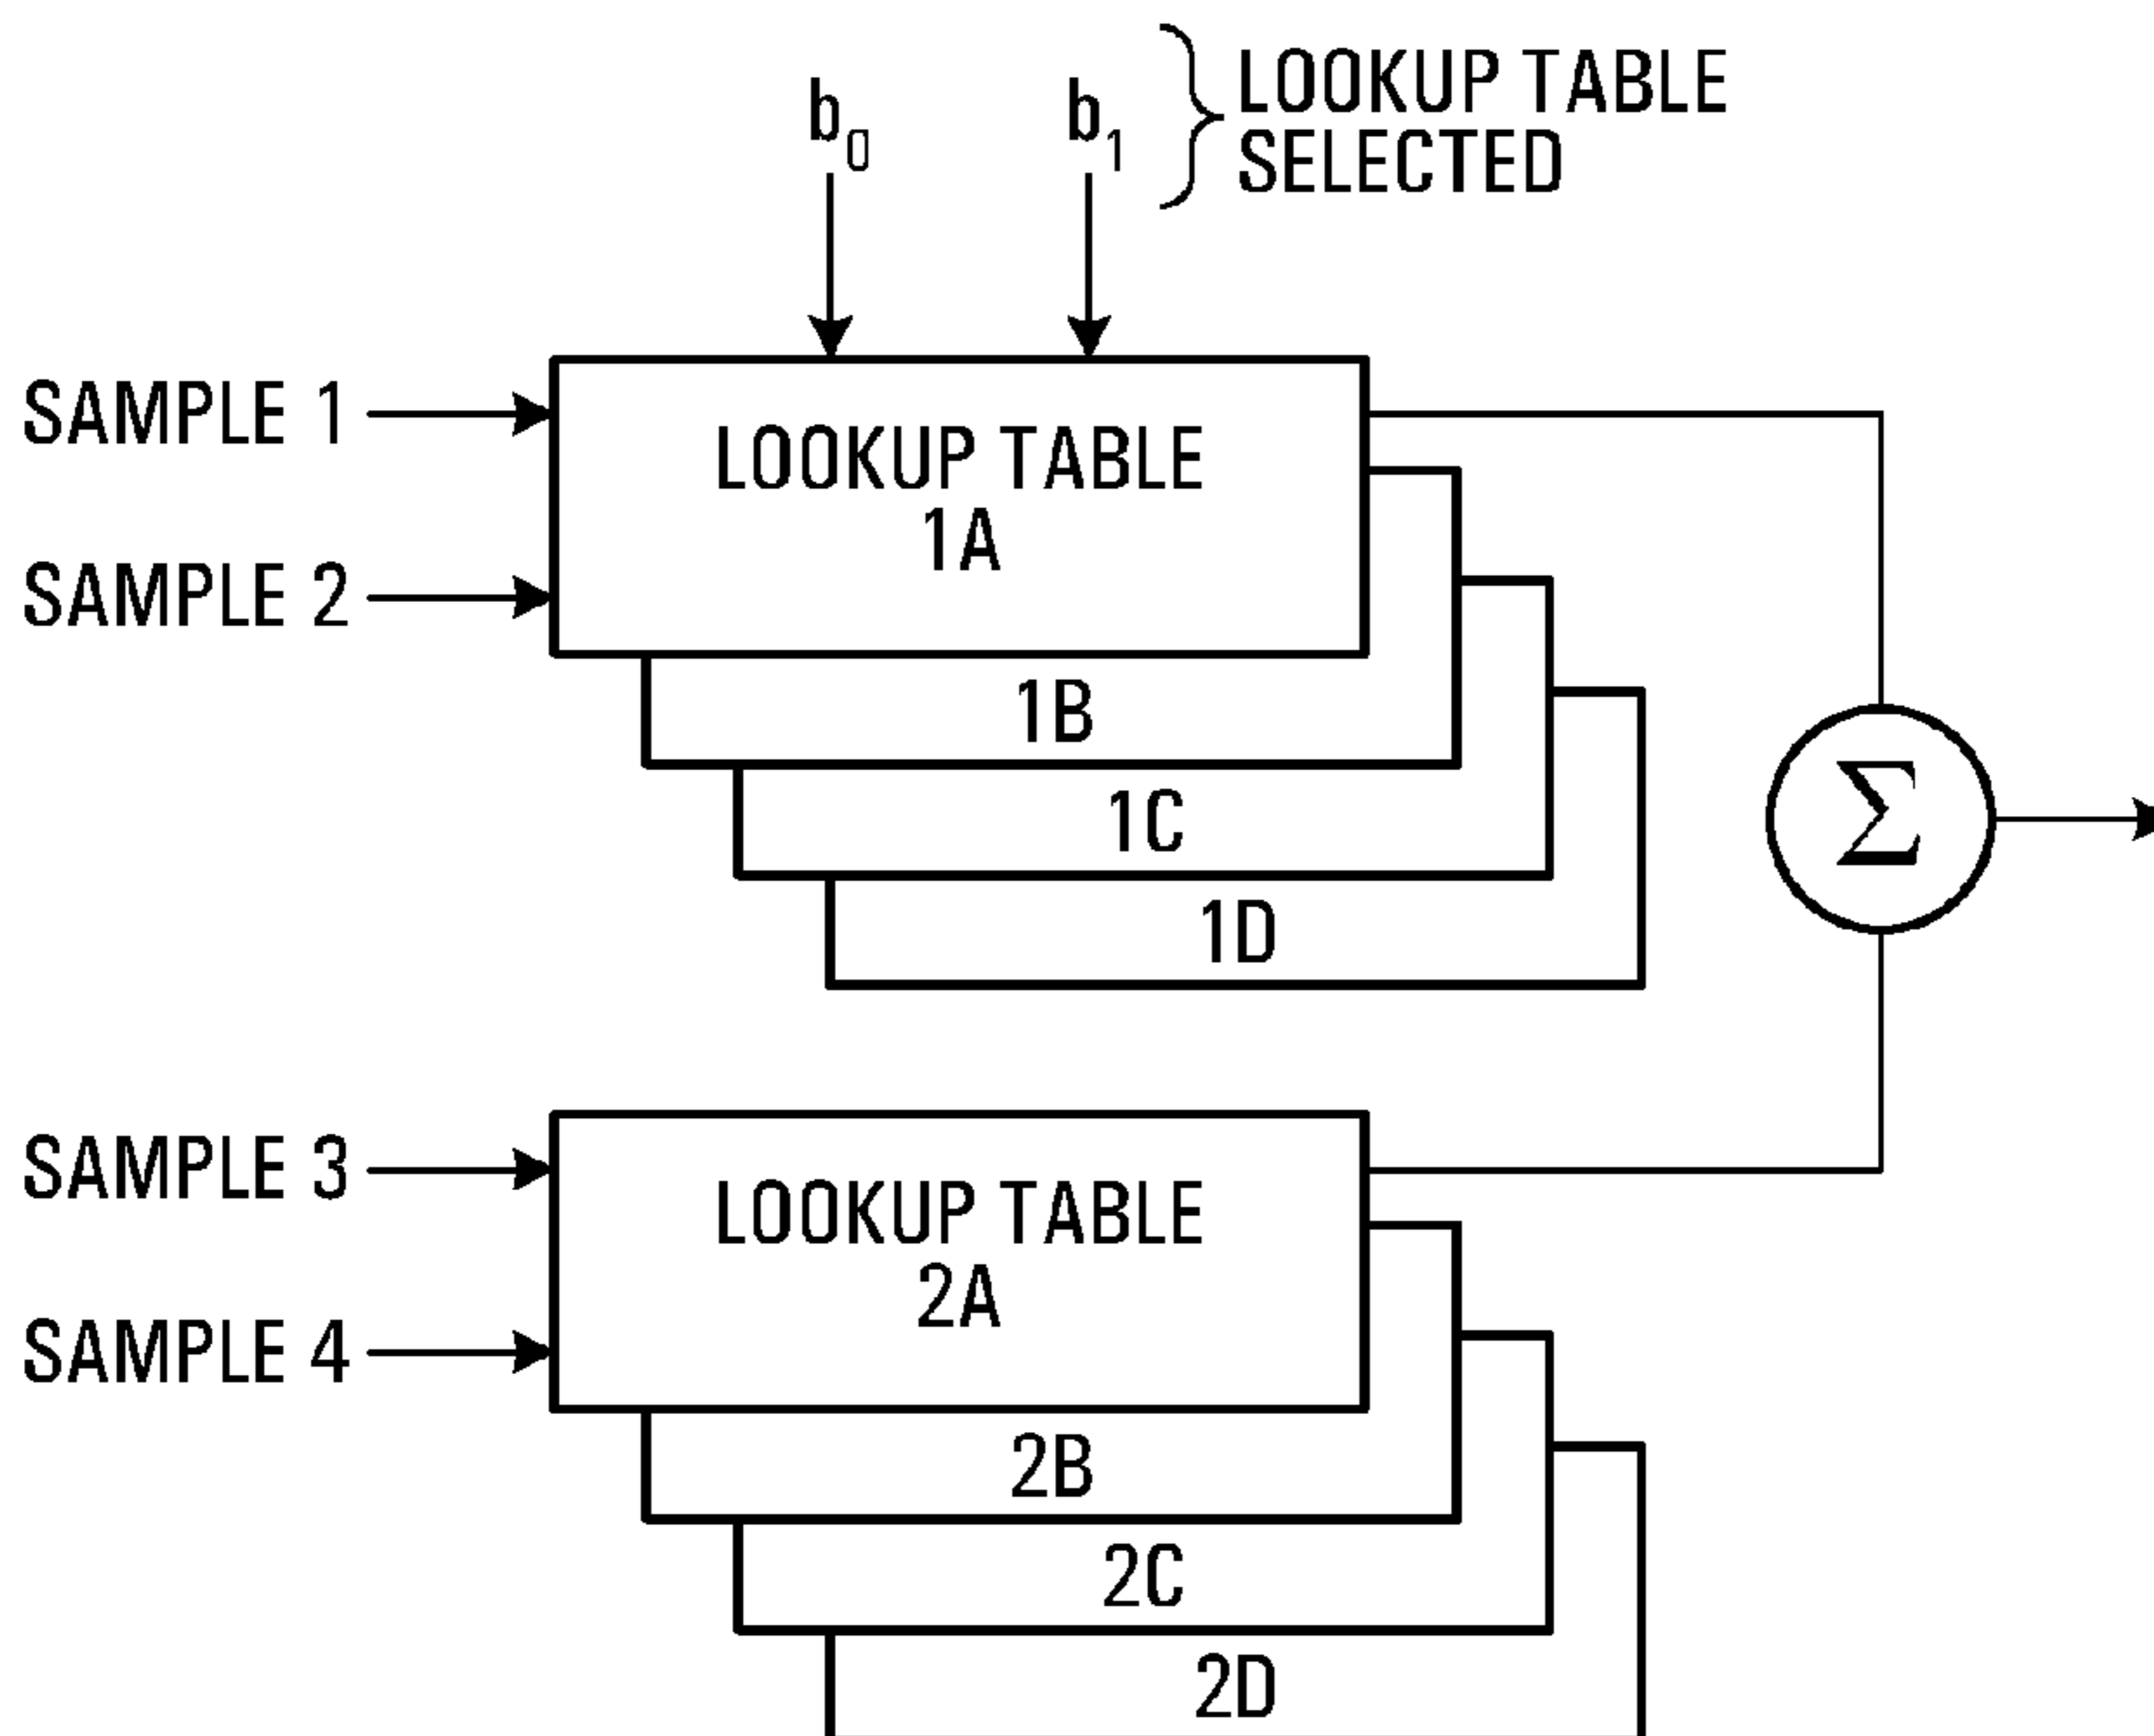 b0
b1
LOOKUP TABLE
SELECTED
SAMPLE 1
SAMPLE 2
LOOKUP TABLE
1A
1B
1C
1D
Σ
SAMPLE 3
SAMPLE 4
LOOKUP TABLE
2A
2B
2C
2D